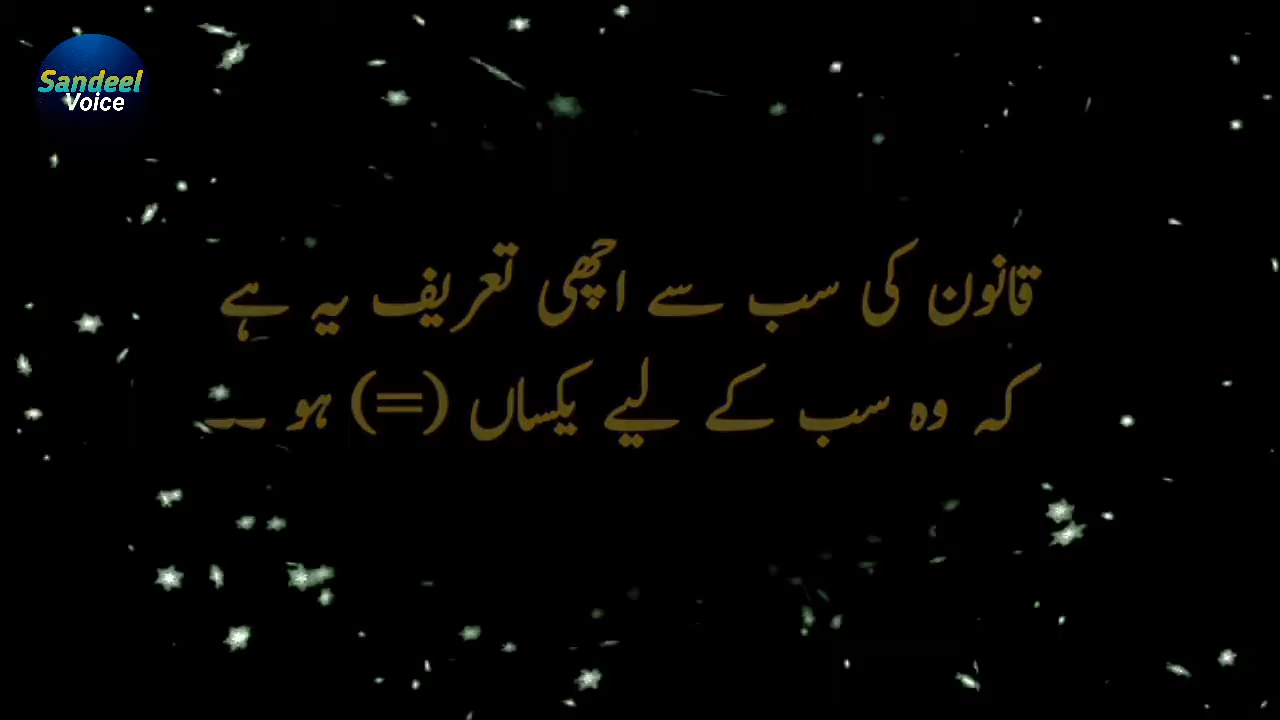 Sandeel
Voice
قانون کی سب سے اچھی تعریف یہ ہے
کہ وہ سب کے لیے یکساں (=) ہو ۔۔